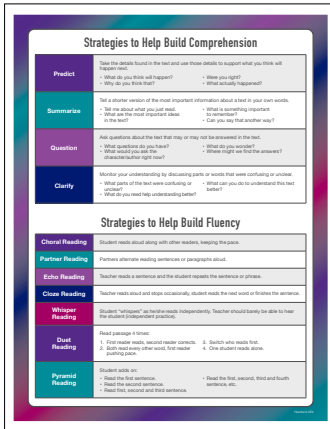 Strategies to Help Build Comprehension
Predict
Take the details found in the text and use those details to support what you think will
happen next.
• What do you think will happen?
• Why do you think that?
• Were you right?
• What actually happened?
Summarize
Tell a shorter version of the most important information about a text in your own words.
• Tell me about what you just read.
• What are the most important ideas
in the text?
• What is something important
to remember?
• Can you say that another way?
Question
Ask questions about the text that may or may not be answered in the text.
• What questions do you have?
• What would you ask the
character/author right now?
• What do you wonder?
• Where might we find the answers?
Clarify
Monitor your understanding by discussing parts or words that were confusing or unclear.
• What parts of the text were confusing or
unclear?
• What do you need help understanding better?
• What can you do to understand this text
better?
Strategies to Help Build Fluency
Choral Reading
Student reads aloud along with other readers, keeping the pace.
Partner Reading
Partners alternate reading sentences or paragraphs aloud.
Echo Reading
Teacher reads a sentence and the student repeats the sentence or phrase.
Cloze Reading
Teacher reads aloud and stops occasionally, student reads the next word or finishes the sentence.
Whisper
Reading
Student "whispers" as he/she reads independently. Teacher should barely be able to hear
the student (independent practice).
Duet
Reading
Read passage 4 times:
1. First reader reads, second reader corrects.
2. Both read every other word, first reader
pushing pace.
3. Switch who reads first.
4. One student reads alone.
Pyramid
Reading
Student adds on:
• Read the first sentence.
• Read the second sentence.
• Read first, second and third sentence.
• Read first, second, third and fourth
sentence, etc.